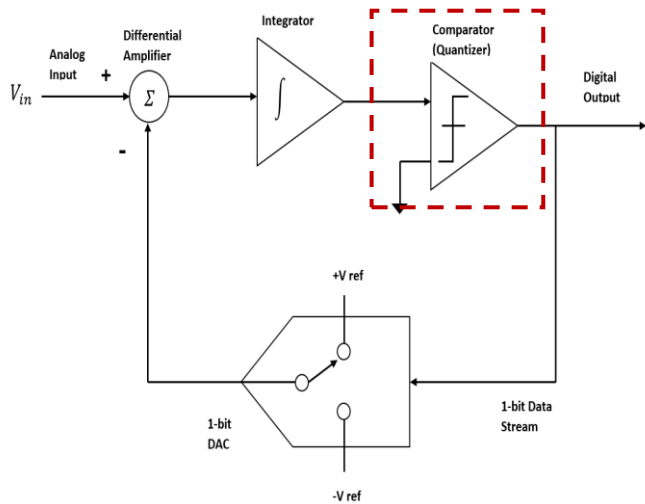 Integrator
Comparator
(Quantizer)
Differential
Amplifier
Analog
Input
+
V_in
Σ
∫
Digital
Output
-
+V ref
1-bit
DAC
1-bit Data
Stream
-V ref